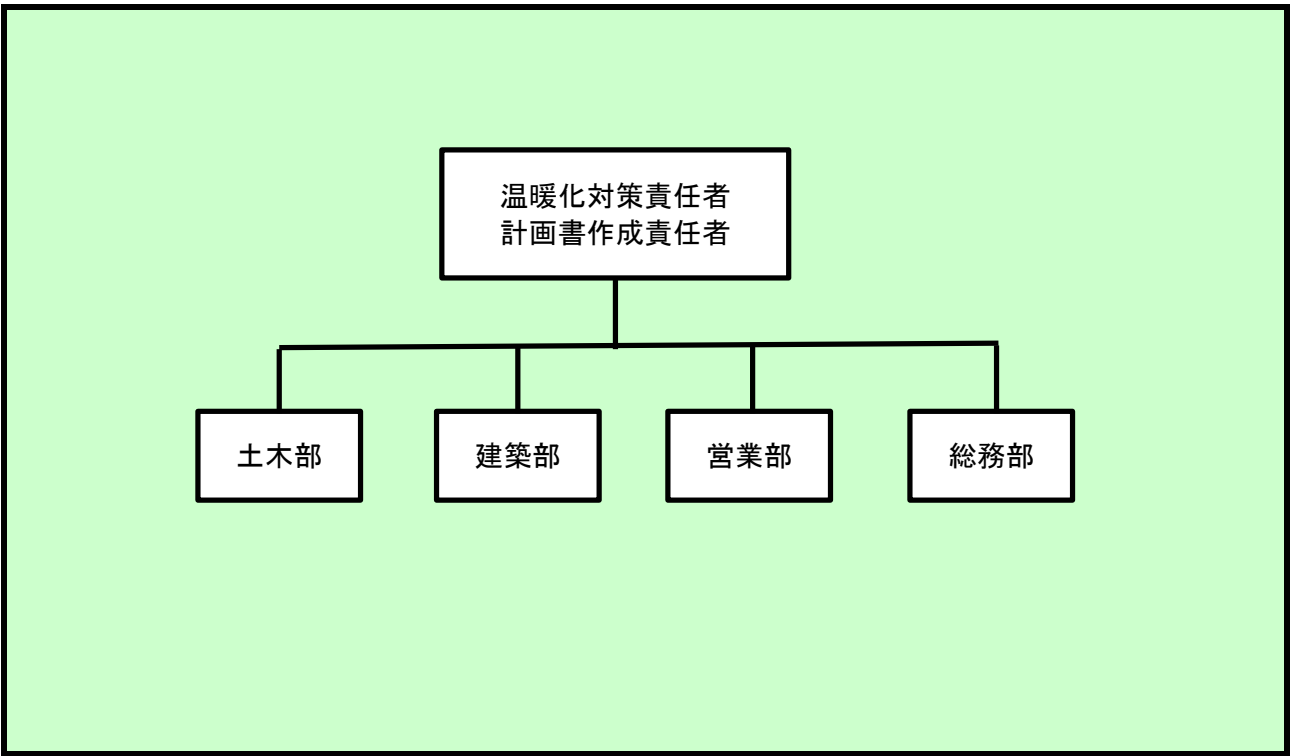 温暖化対策責任者
計画書作成責任者
土木部
建築部
営業部
総務部